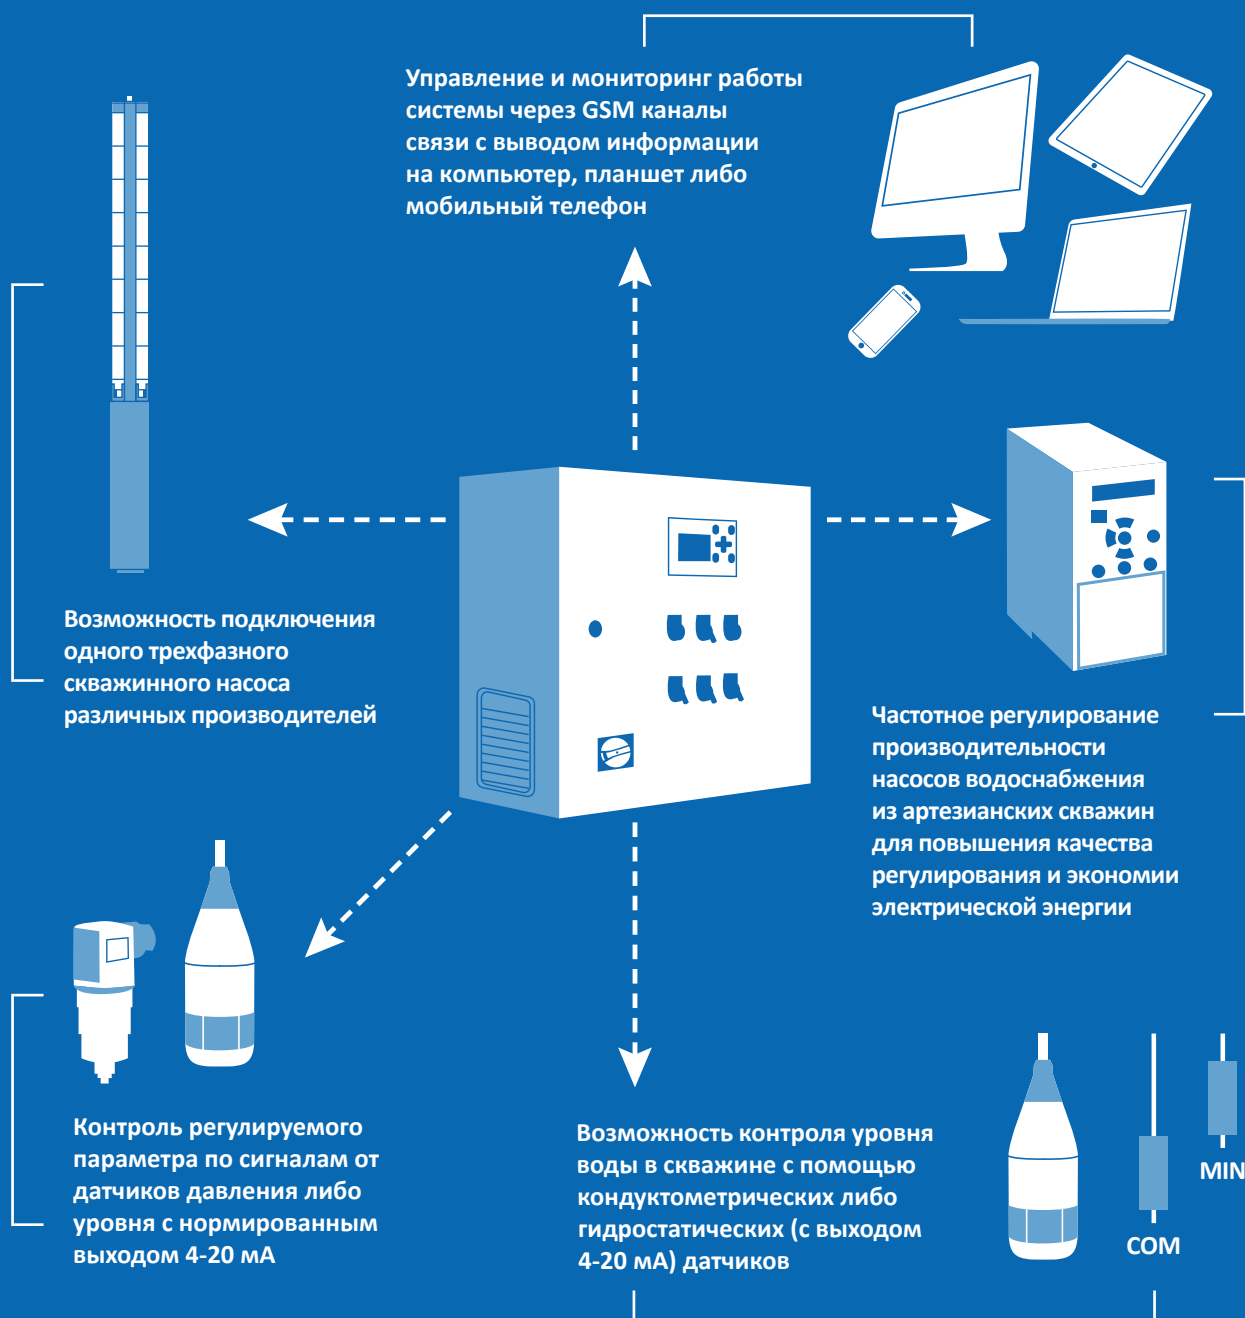 Управление и мониторинг работы
системы через GSM каналы
связи с выводом информации
на компьютер, планшет либо
мобильный телефон
Возможность подключения
одного трехфазного
скважинного насоса
различных производителей
Частотное регулирование
производительности
насосов водоснабжения
из артезианских скважин
для повышения качества
регулирования и экономии
электрической энергии
Контроль регулируемого
параметра по сигналам от
датчиков давления либо
уровня с нормированным
выходом 4-20 мА
Возможность контроля уровня
воды в скважине с помощью
кондуктометрических либо
гидростатических (с выходом
4-20 мА) датчиков
COM
MIN